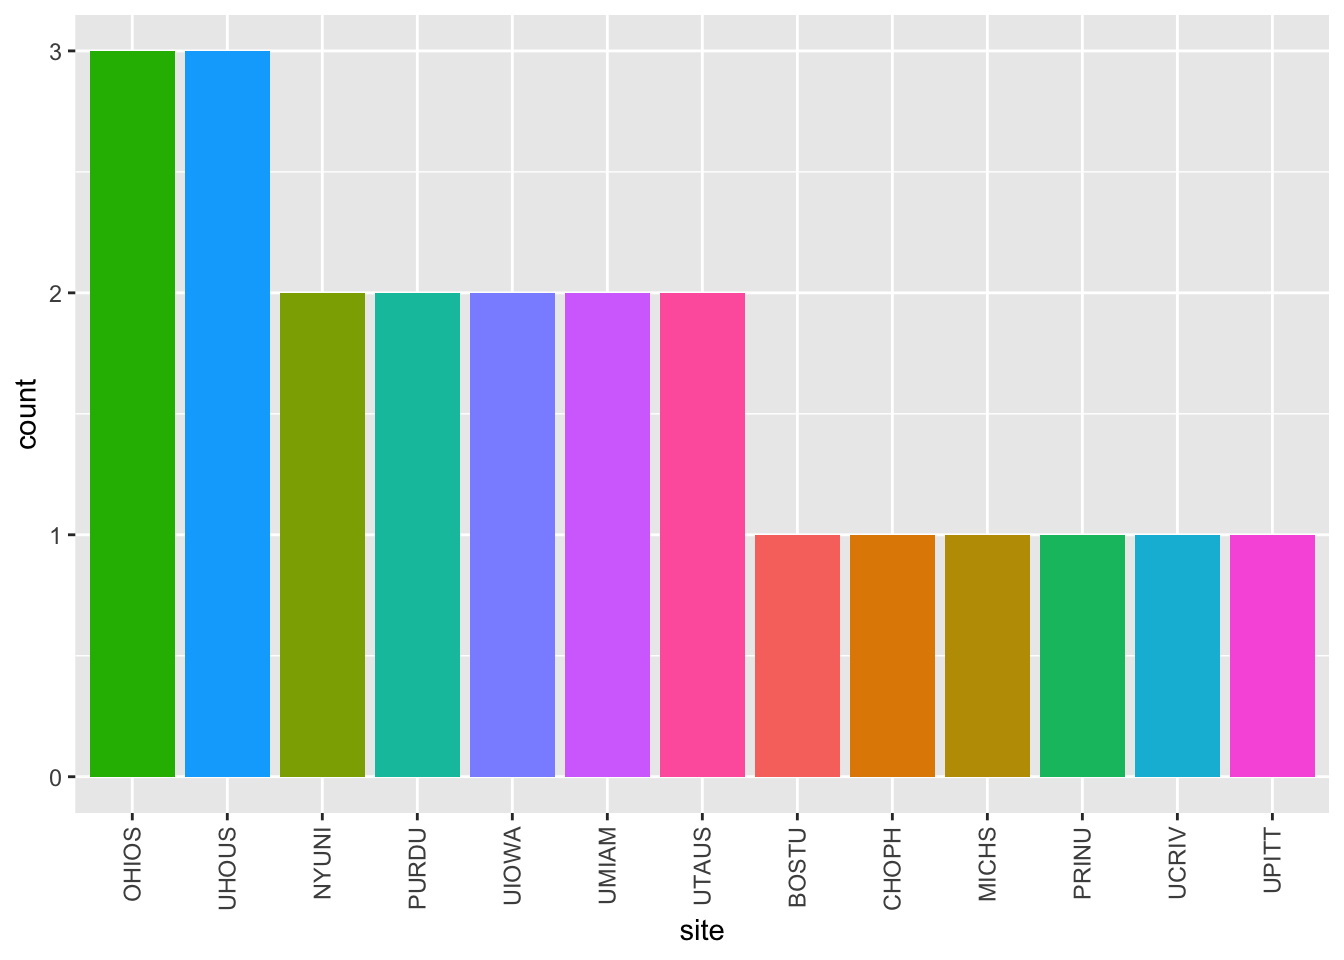 3
2
1
0
count
OHIOS
UHOUS
NYUNI
PURDU
UIOWA
UMIAM
UTAUS
BOSTU
CHOPH
MICHS
PRINU
UCRIV
UPITT
site